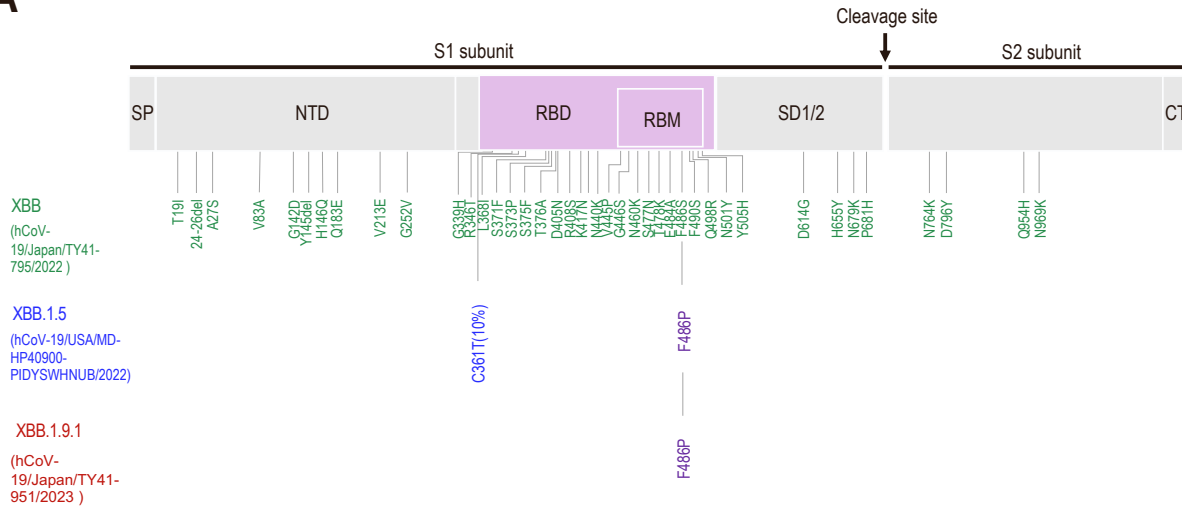 A
Cleavage site
S1 subunit
S2 subunit
SP
NTD
RBD
RBM
SD1/2
CT
XBB
(hCoV-
19/Japan/TY41-
795/2022 )
T19I
24-26del
A27S
V83A
G142D
Y145del
H146Q
Q183E
V213E
G252V
G339H
R346T
L368I
S371F
S373P
S375F
T376A
D405N
R408S
K417N
N440K
V445P
G446S
N460K
S477N
T478K
E484A
F486S
F490S
Q498R
N501Y
Y505H
D614G
H655Y
N679K
P681H
N764K
D796Y
Q954H
N969K
XBB.1.5
(hCoV-19/USA/MD-
HP40900-
PIDYSWHNUB/2022)
C361T(10%)
F486P
XBB.1.9.1
(hCoV-
19/Japan/TY41-
951/2023 )
F486P